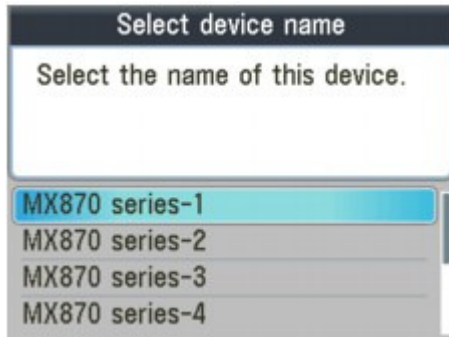 Select device name
Select the name of this device.
MX870 series-1
MX870 series-2
MX870 series-3
MX870 series-4